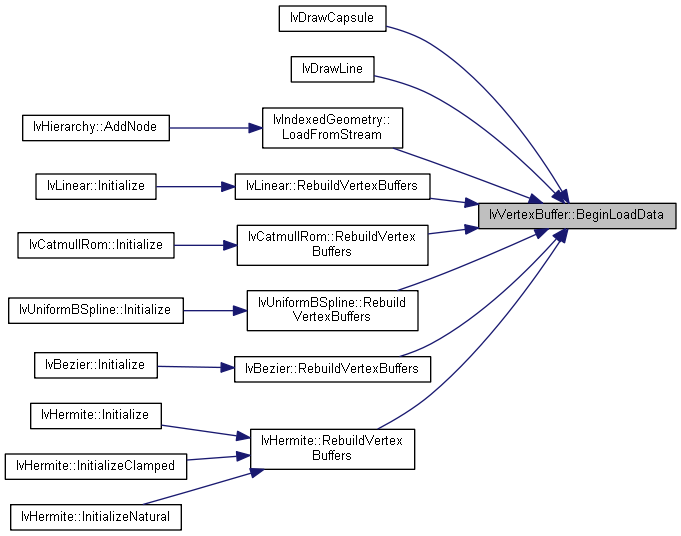 IvDrawCapsule
IvDrawLine
IvIndexedGeometry::
LoadFromStream
IvHierarchy::AddNode
IvLinear::RebuildVertexBuffers
IvLinear::Initialize
IvVertexBuffer::BeginLoadData
IvCatmullRom::RebuildVertex
Buffers
IvCatmullRom::Initialize
IvUniformBSpline::Rebuild
VertexBuffers
IvUniformBSpline::Initialize
IvBezier::RebuildVertexBuffers
IvBezier::Initialize
IvHermite::RebuildVertex
Buffers
IvHermite::Initialize
IvHermite::InitializeClamped
IvHermite::InitializeNatural